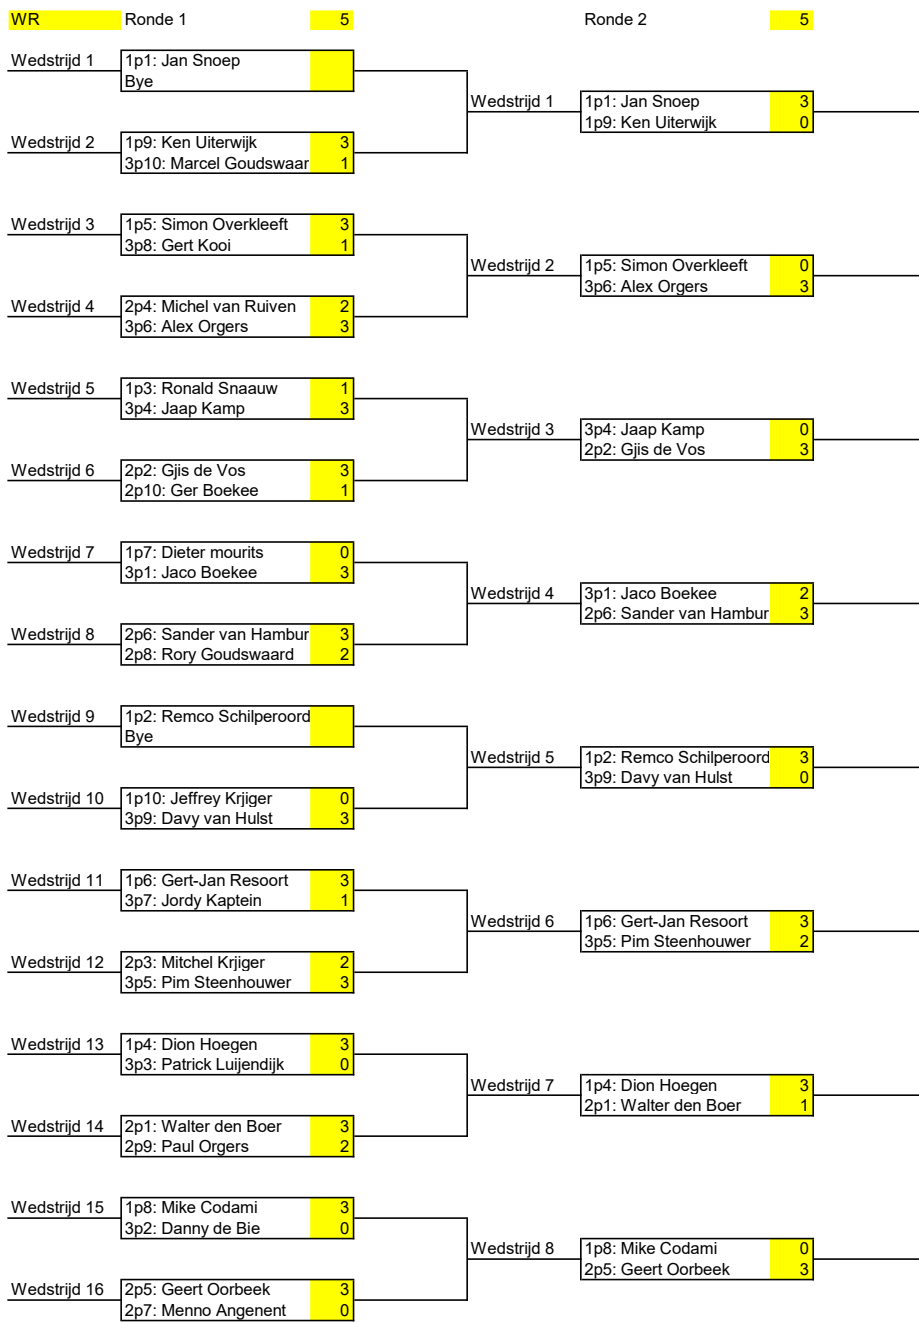 WR Ronde 1 5 Ronde 2 5
Wedstrijd 1 1p1: Jan Snoep
Bye
Wedstrijd 1 1p1: Jan Snoep 3
1p9: Ken Uiterwijk 0
Wedstrijd 2 1p9: Ken Uiterwijk 3
3p10: Marcel Goudswaar 1
Wedstrijd 3 1p5: Simon Overkleeft 3
3p8: Gert Kooi 1
Wedstrijd 2 1p5: Simon Overkleeft 0
3p6: Alex Orgers 3
Wedstrijd 4 2p4: Michel van Ruiven 2
3p6: Alex Orgers 3
Wedstrijd 5 1p3: Ronald Snaauw 1
3p4: Jaap Kamp 3
Wedstrijd 3 3p4: Jaap Kamp 0
2p2: Gjis de Vos 3
Wedstrijd 6 2p2: Gjis de Vos 3
2p10: Ger Boekee 1
Wedstrijd 7 1p7: Dieter mourits 0
3p1: Jaco Boekee 3
Wedstrijd 4 3p1: Jaco Boekee 2
2p6: Sander van Hambur 3
Wedstrijd 8 2p6: Sander van Hambur 3
2p8: Rory Goudswaard 2
Wedstrijd 9 1p2: Remco Schilperoord
Bye
Wedstrijd 5 1p2: Remco Schilperoord 3
3p9: Davy van Hulst 0
Wedstrijd 10 1p10: Jeffrey Krjiger 0
3p9: Davy van Hulst 3
Wedstrijd 11 1p6: Gert-Jan Resoort 3
3p7: Jordy Kaptein 1
Wedstrijd 6 1p6: Gert-Jan Resoort 3
3p5: Pim Steenhouwer 2
Wedstrijd 12 2p3: Mitchel Krjiger 2
3p5: Pim Steenhouwer 3
Wedstrijd 13 1p4: Dion Hoegen 3
3p3: Patrick Luijendijk 0
Wedstrijd 7 1p4: Dion Hoegen 3
2p1: Walter den Boer 1
Wedstrijd 14 2p1: Walter den Boer 3
2p9: Paul Orgers 2
Wedstrijd 15 1p8: Mike Codami 3
3p2: Danny de Bie 0
Wedstrijd 8 1p8: Mike Codami 0
2p5: Geert Oorbeek 3
Wedstrijd 16 2p5: Geert Oorbeek 3
2p7: Menno Angenent 0